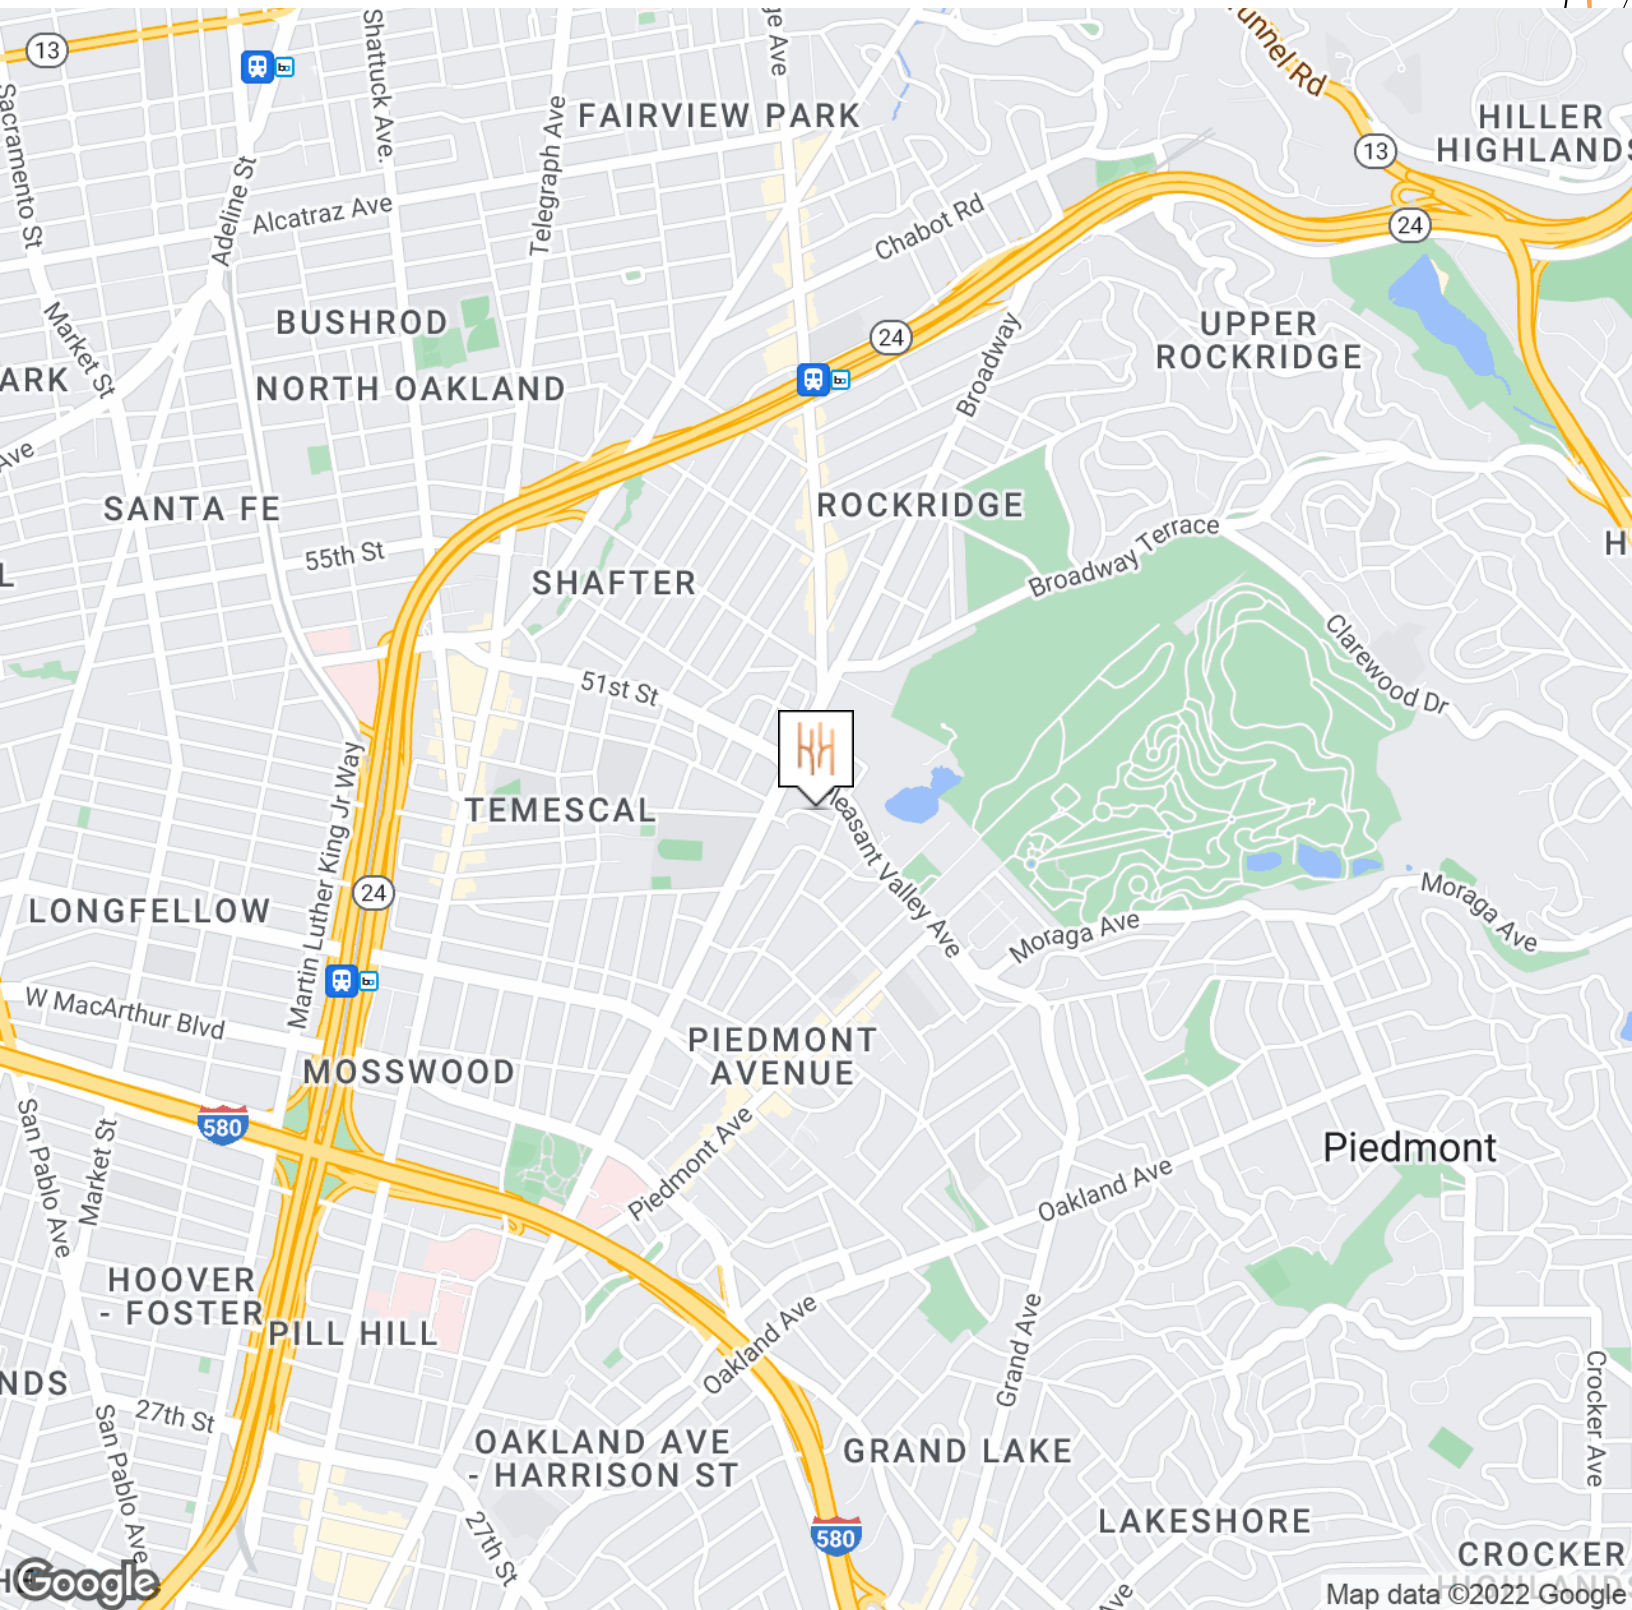 13
Shattuck Ave.
ge Ave
Tunnel Rd
Sacramento St
Telegraph Ave
FAIRVIEW PARK
HILLER
HIGHLANDS
13
Adeline St
Alcatraz Ave
Chabot Rd
24
Market St
BUSHROD
24
Broadway
UPPER
ROCKRIDGE
ARK
NORTH OAKLAND
Ave
SANTA FE
ROCKRIDGE
Broadway Terrace
55th St
H
L
SHAFTER
Clarewood Dr
51st St
Martin Luther King Jr Way
TEMESCAL
Pleasant Valley Ave
24
LONGFELLOW
Moraga Ave
Moraga Ave
W MacArthur Blvd
PIEDMONT
AVENUE
MOSSWOOD
580
San Pablo Ave
Market St
Piedmont Ave
Piedmont
Oakland Ave
HOOVER
- FOSTER
PILL HILL
Oakland Ave
Grand Ave
NDS
27th St
Crocker Ave
San Pablo Ave
OAKLAND AVE
- HARRISON ST
GRAND LAKE
27th St
580
LAKESHORE
CROCKER
HIGHLANDS
Google
Ave
Map data ©2022 Google